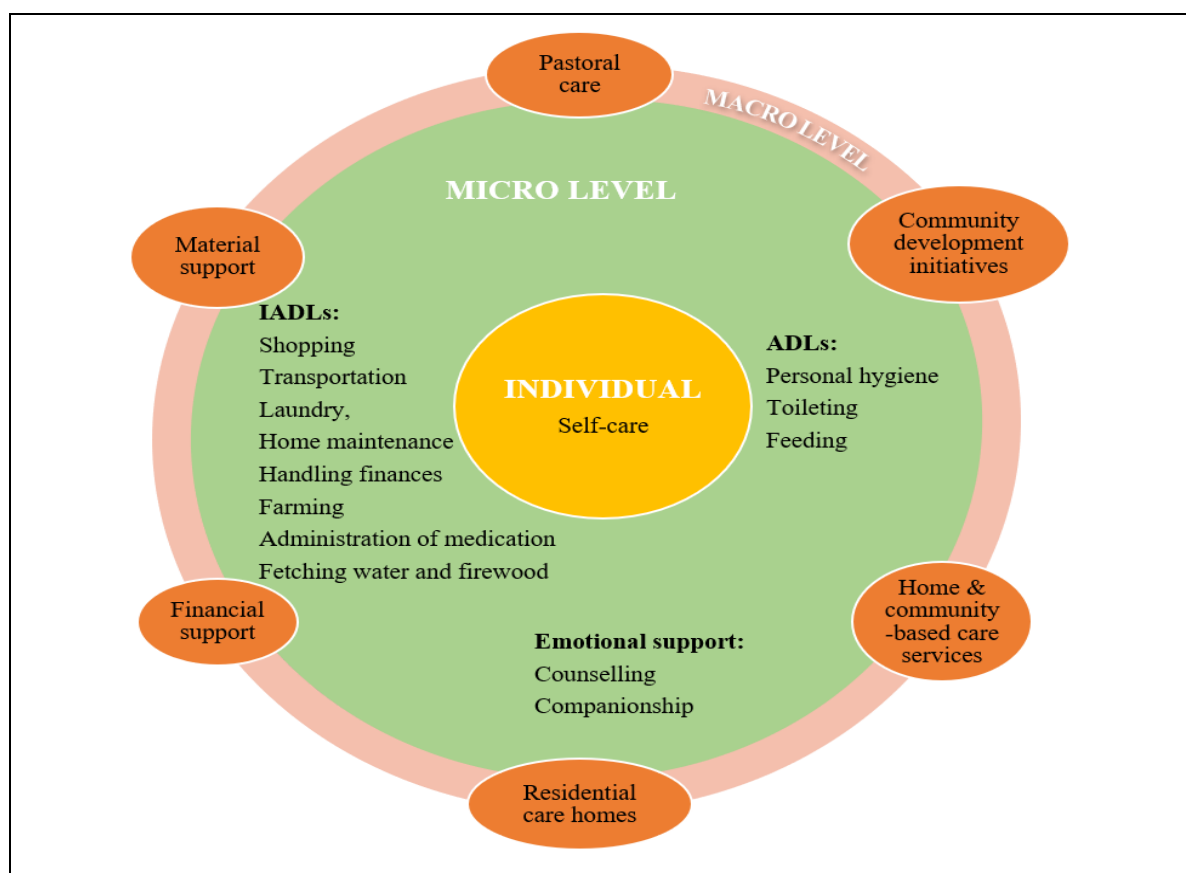 Pastoral
care
MACRO LEVEL
MICRO LEVEL
Material
support
Community
development
initiatives
IADLs:
Shopping
Transportation
Laundry,
Home maintenance
Handling finances
Farming
Administration of medication
Fetching water and firewood
INDIVIDUAL
Self-care
ADLs:
Personal hygiene
Toileting
Feeding
Financial
support
Home &
community
-based care
services
Emotional support:
Counselling
Companionship
Residential
care homes